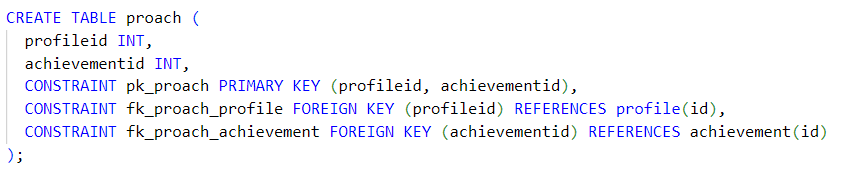 CREATE TABLE proach (
  profileid INT,
  achievementid INT,
  CONSTRAINT pk_proach PRIMARY KEY (profileid, achievementid),
  CONSTRAINT fk_proach_profile FOREIGN KEY (profileid) REFERENCES profile(id),
  CONSTRAINT fk_proach_achievement FOREIGN KEY (achievementid) REFERENCES achievement(id)
);